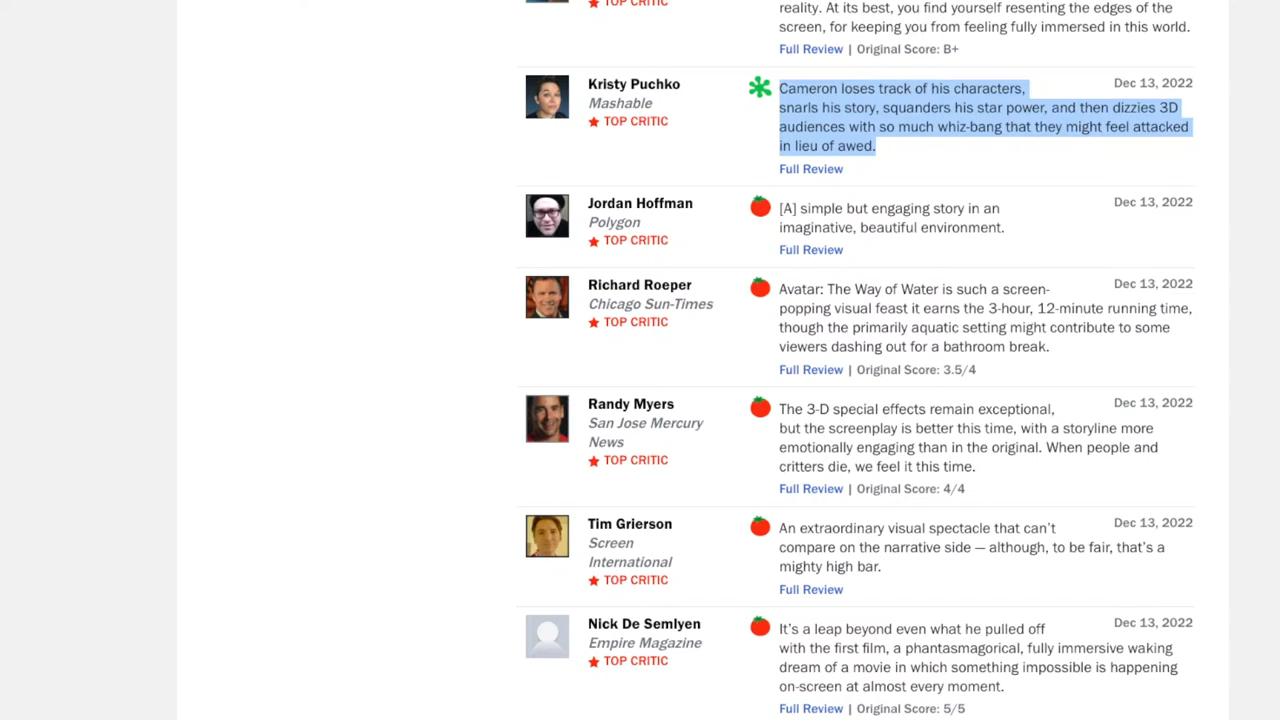 TOP CRITIC
reality. At its best, you find yourself resenting the edges of the
screen, for keeping you from feeling fully immersed in this world.
Full Review | Original Score: B+
Kristy Puchko
Mashable
TOP CRITIC
Cameron loses track of his characters,
snarls his story, squanders his star power, and then dizzies 3D
audiences with so much whiz-bang that they might feel attacked
in lieu of awed.
Dec 13, 2022
Full Review
Jordan Hoffman
Polygon
TOP CRITIC
[A] simple but engaging story in an
imaginative, beautiful environment.
Dec 13, 2022
Full Review
Richard Roeper
Chicago Sun-Times
TOP CRITIC
Avatar: The Way of Water is such a screen-
popping visual feast it earns the 3-hour, 12-minute running time,
though the primarily aquatic setting might contribute to some
viewers dashing out for a bathroom break.
Dec 13, 2022
Full Review | Original Score: 3.5/4
Randy Myers
San Jose Mercury
News
TOP CRITIC
The 3-D special effects remain exceptional,
but the screenplay is better this time, with a storyline more
emotionally engaging than in the original. When people and
critters die, we feel it this time.
Dec 13, 2022
Full Review | Original Score: 4/4
Tim Grierson
Screen
International
TOP CRITIC
An extraordinary visual spectacle that can't
compare on the narrative side — although, to be fair, that's a
mighty high bar.
Dec 13, 2022
Full Review
Nick De Semlyen
Empire Magazine
TOP CRITIC
It's a leap beyond even what he pulled off
with the first film, a phantasmagorical, fully immersive waking
dream of a movie in which something impossible is happening
on-screen at almost every moment.
Dec 13, 2022
Full Review | Original Score: 5/5